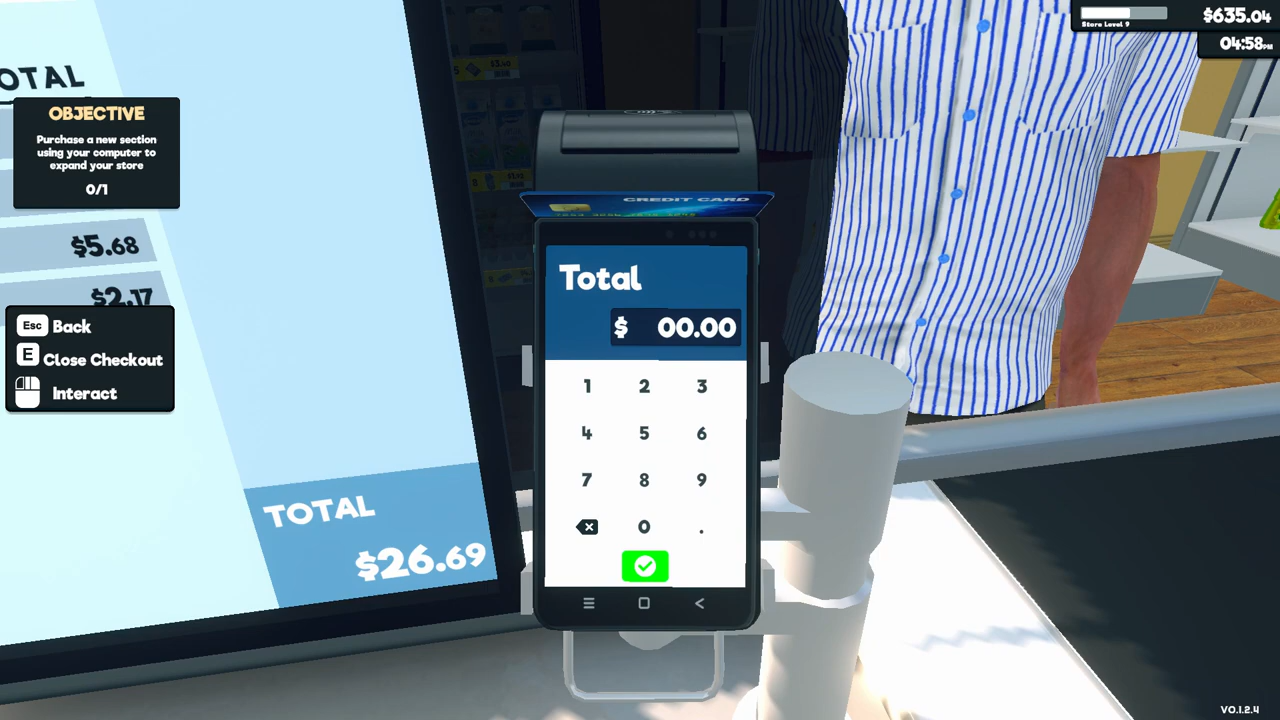 Store Level 9
$635.04
04:58PM
OTAL
OBJECTIVE
Purchase a new section
using your computer to
expand your store
0/1
$5.68
$2.17
Esc Back
E Close Checkout
Interact
TOTAL
$26.69
CREDIT CARD
Total
$ 00.00
1 2 3
4 5 6
7 8 9
0 .
V0.1.2.4